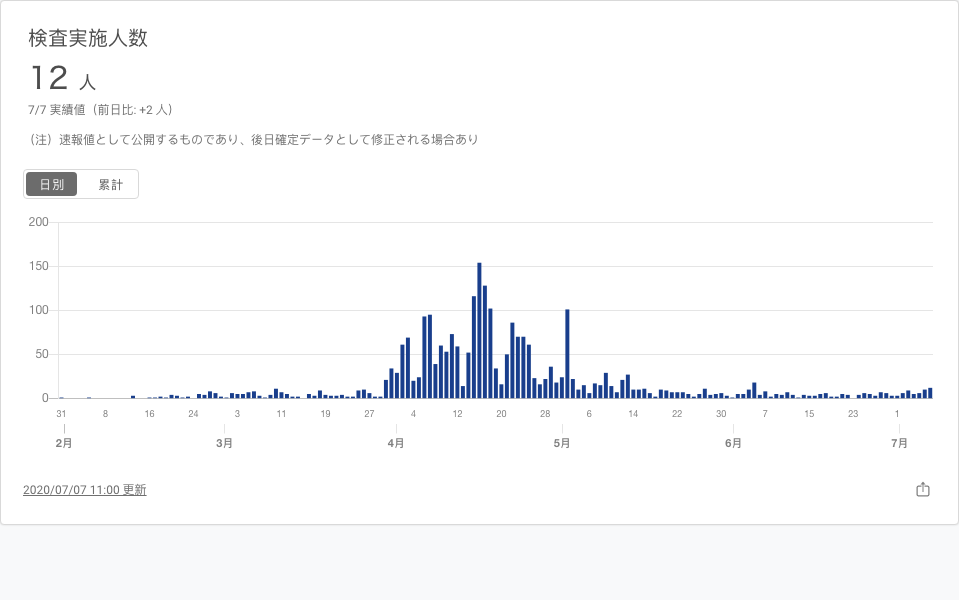 検査実施人数
12 人
7/7 実績値（前日比: +2 人）
（注）速報値として公開するものであり、後日確定データとして修正される場合あり
日別 累計
200
150
100
50
0
31 8 16 24 3 11 19 27 4 12 20 28 6 14 22 30 7 15 23 1
2月 3月 4月 5月 6月 7月
2020/07/07 11:00 更新